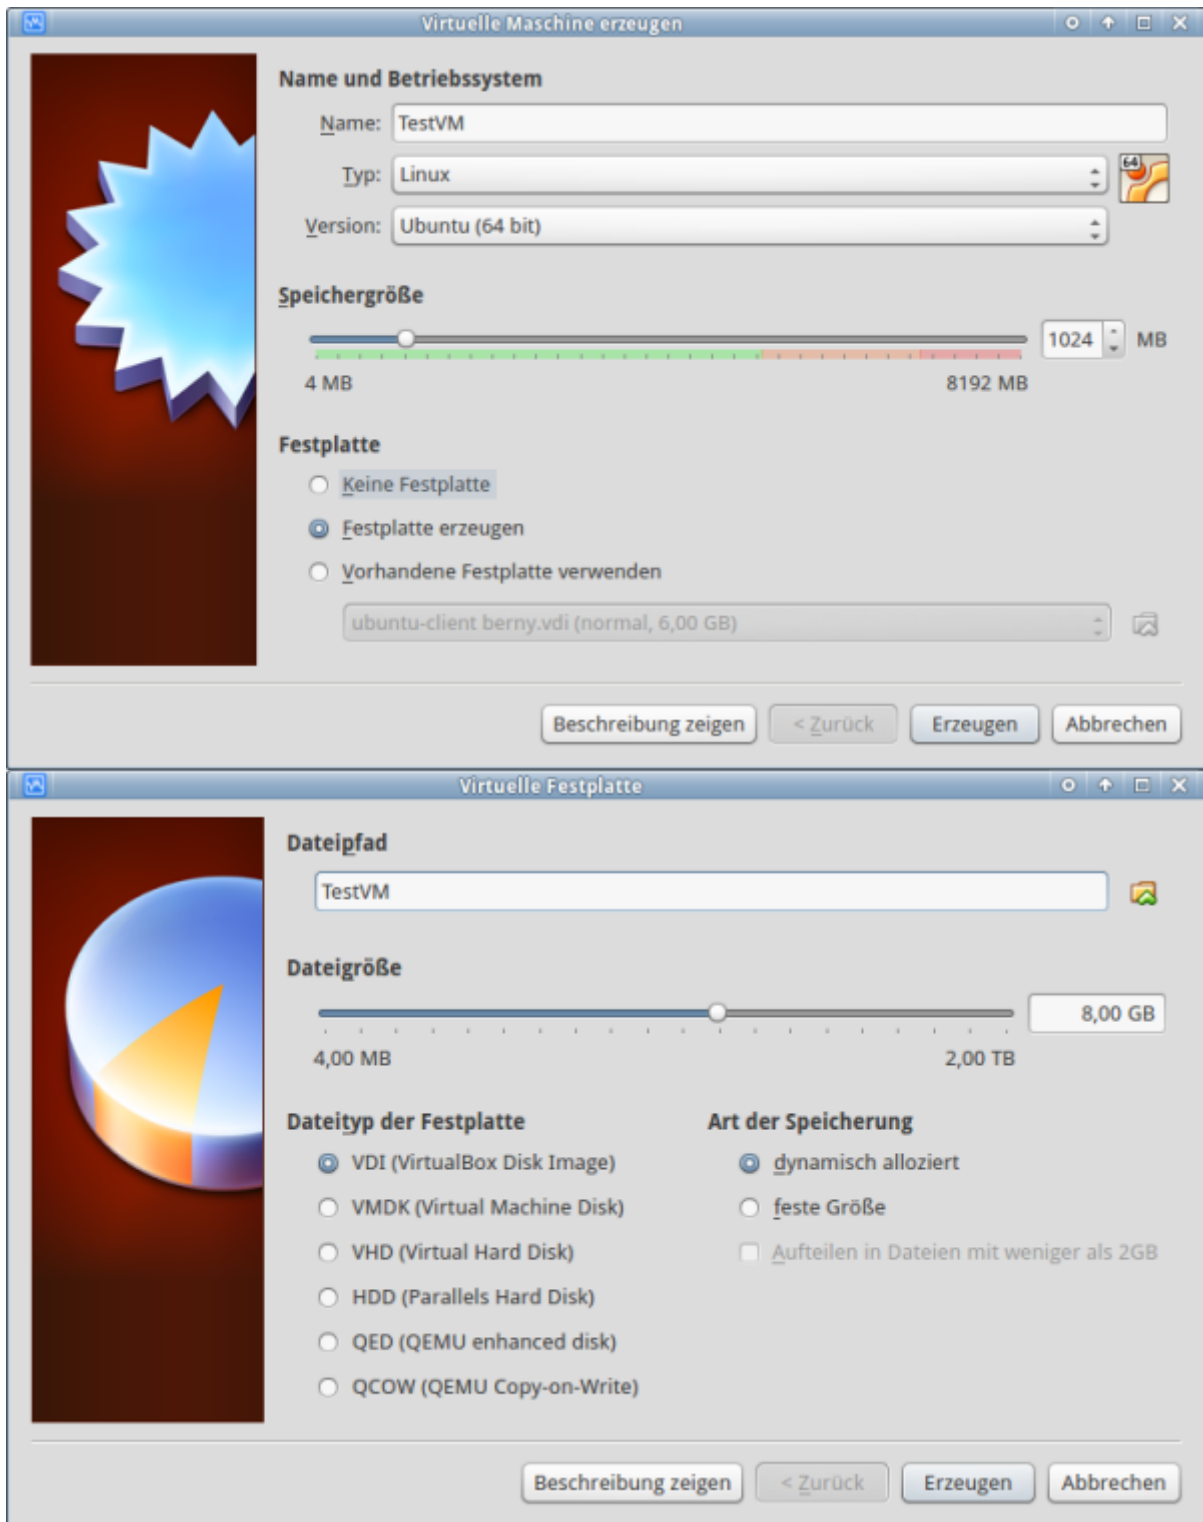 Virtuelle Maschine erzeugen
Name und Betriebssystem
Name: TestVM
Typ: Linux
64
Version: Ubuntu (64 bit)
Speichergröße
1024 MB
4 MB 8192 MB
Festplatte
Keine Festplatte
Festplatte erzeugen
Vorhandene Festplatte verwenden
ubuntu-client berny.vdi (normal, 6,00 GB)
Beschreibung zeigen < Zurück Erzeugen Abbrechen
Virtuelle Festplatte
Dateipfad
TestVM
Dateigröße
8,00 GB
4,00 MB 2,00 TB
Dateityp der Festplatte Art der Speicherung
VDI (VirtualBox Disk Image) dynamisch alloziert
VMDK (Virtual Machine Disk) feste Größe
VHD (Virtual Hard Disk) Aufteilen in Dateien mit weniger als 2GB
HDD (Parallels Hard Disk)
QED (QEMU enhanced disk)
QCOW (QEMU Copy-on-Write)
Beschreibung zeigen < Zurück Erzeugen Abbrechen